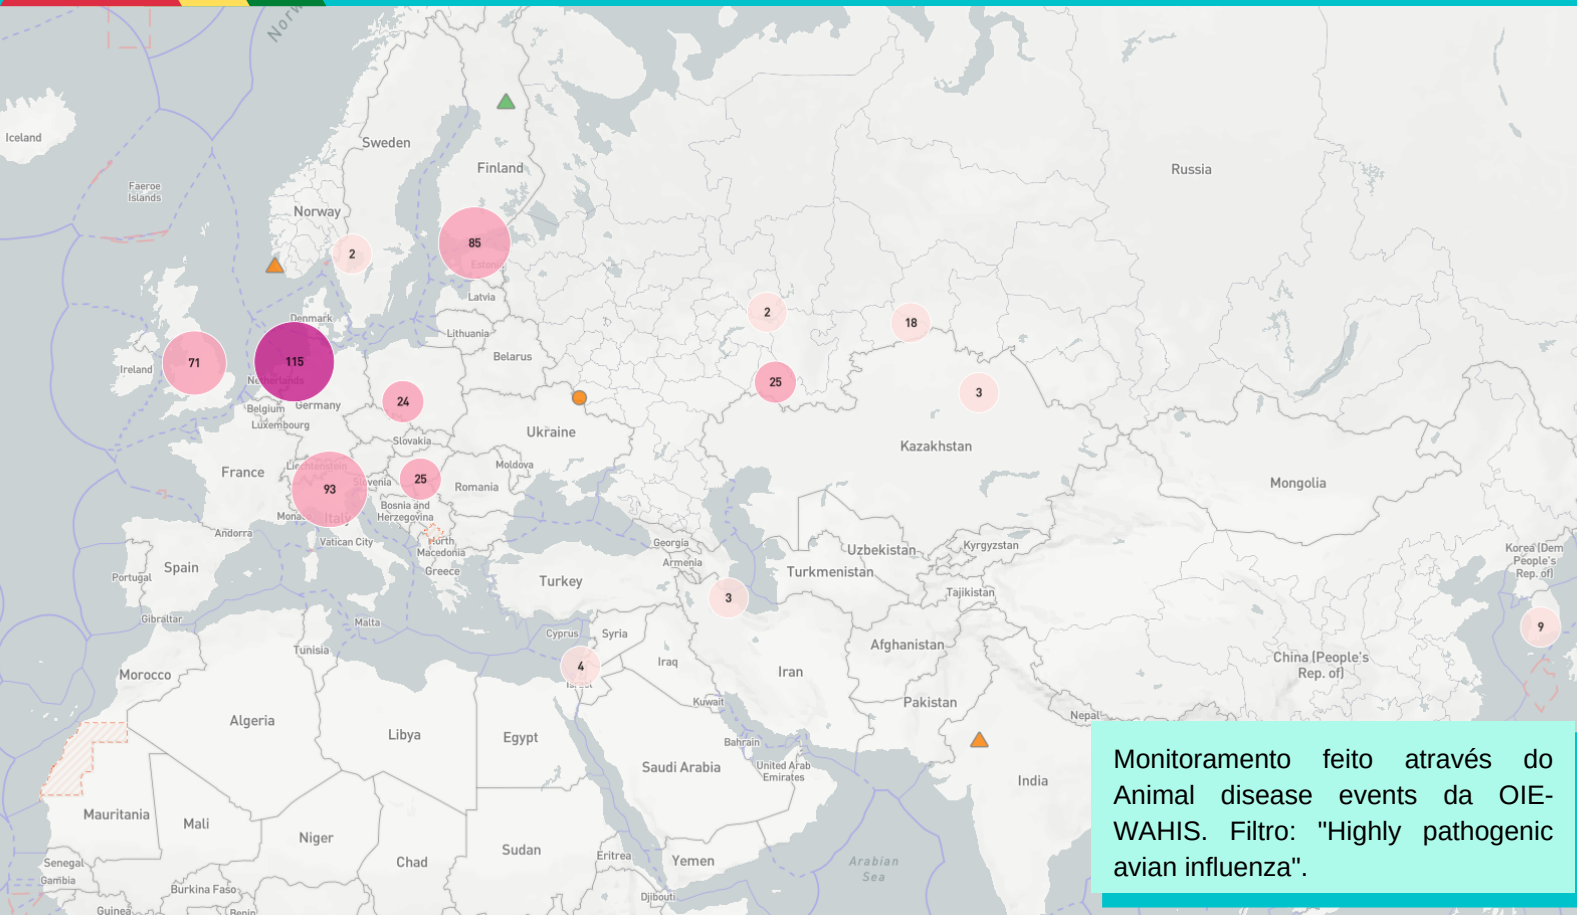 Norw
Iceland
Sweden
Finland
Russia
Faeroe
Islands
Norway
85
2
Estonia
Latvia
2
18
Denmark
Lithuania
71
115
Belarus
Ireland
Netherlands
25
3
24
Belgium
Germany
Luxembourg
Ukraine
Slovakia
Kazakhstan
France
Liechtenstein
Moldova
93
Slovenia
25
Romania
Mongolia
Bosnia and
Herzegovina
Mona
Italy
Andorra
Vatican City
North
Macedonia
Georgia
Armenia
Uzbekistan
Kyrgyzstan
Korea (Dem
People's
Rep. of)
Spain
Portugal
Greece
Turkey
Turkmenistan
Tajikistan
3
Gibraltar
Malta
9
Cyprus
Syria
Tunisia
Afghanistan
Morocco
4
Iraq
Iran
China (People's
Rep. of)
Israel
Kuwait
Pakistan
Nepal
Algeria
Libya
Egypt
Bahrain
Saudi Arabia
United Arab
Emirates
India
Mauritania
Mali
Niger
Chad
Sudan
Eritrea
Yemen
Arabian
Sea
Senegal
Gambia
Burkina Faso
Djibouti
Guinea
Benin
Monitoramento feito através do
Animal disease events da OIE-
WAHIS. Filtro: "Highly pathogenic
avian influenza".